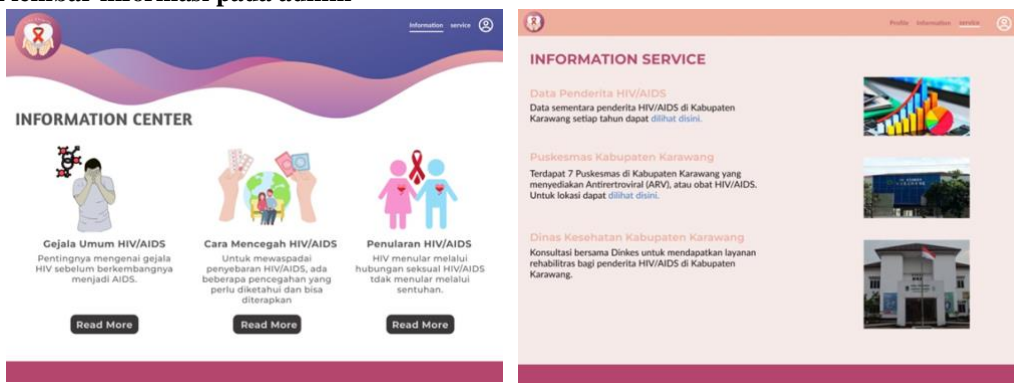 Information service
INFORMATION CENTER
Gejala Umum HIV/AIDS
Pentingnya mengenai gejala
HIV sebelum berkembangnya
menjadi AIDS.
Read More
Cara Mencegah HIV/AIDS
Untuk mewaspadai
penyebaran HIV/AIDS, ada
beberapa pencegahan yang
perlu diketahui dan bisa
diterapkan
Read More
Penularan HIV/AIDS
HIV menular melalui
hubungan seksual HIV/AIDS
tdak menular melalui
sentuhan.
Read More
Profile Information service
INFORMATION SERVICE
Data Penderita HIV/AIDS
Data sementara penderita HIV/AIDS di Kabupaten
Karawang setiap tahun dapat dilihat disini.
Puskesmas Kabupaten Karawang
Terdapat 7 Puskesmas di Kabupaten Karawang yang
menyediakan Antirertroviral (ARV), atau obat HIV/AIDS.
Untuk lokasi dapat dilihat disini.
Dinas Kesehatan Kabupaten Karawang
Konsultasi bersama Dinkes untuk mendapatkan layanan
rehabilitras bagi penderita HIV/AIDS di Kabupaten
Karawang.